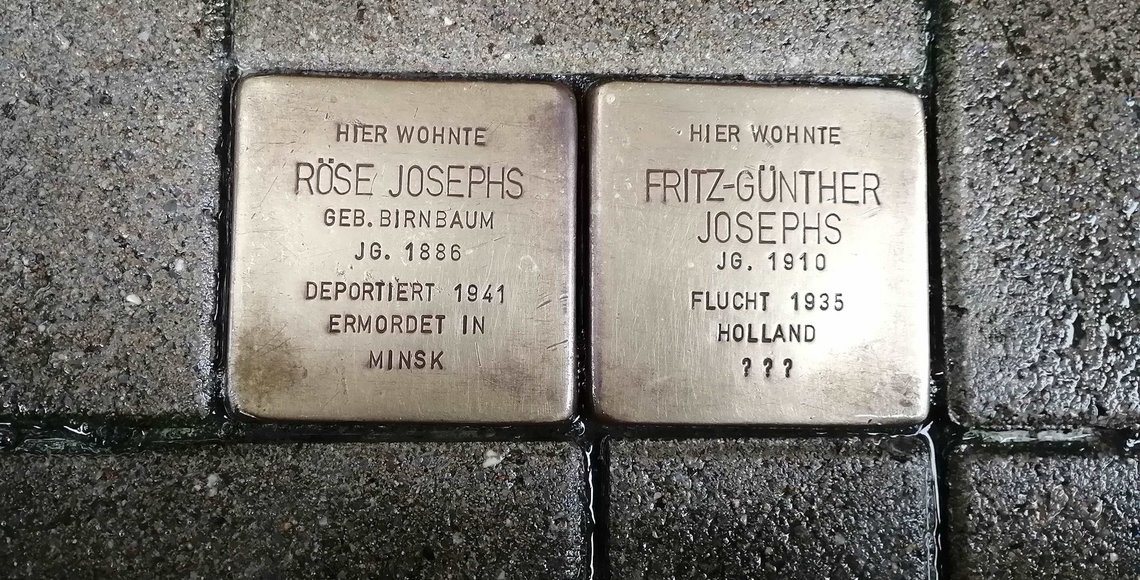 HIER WOHNTE
RÖSE JOSEPHS
GEB. BIRNBAUM
JG. 1886
DEPORTIERT 1941
ERMORDET IN
MINSK
HIER WOHNTE
FRITZ-GÜNTHER
JOSEPHS
JG. 1910
FLUCHT 1935
HOLLAND
? ? ?